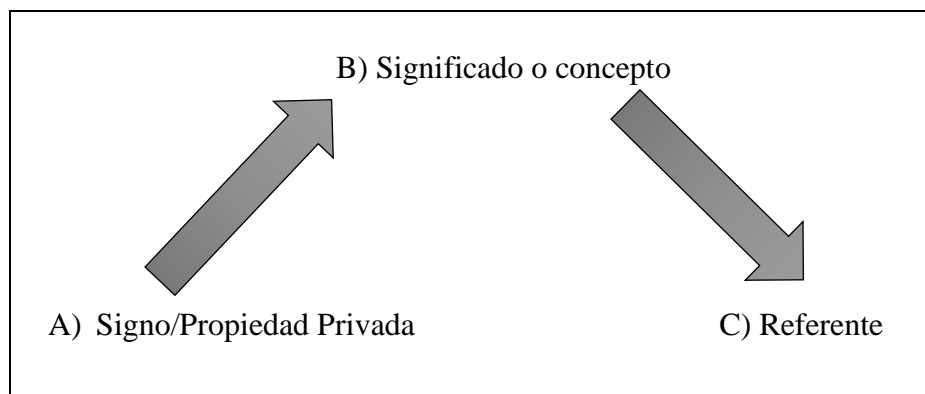 B) Significado o concepto
A) Signo/Propiedad Privada
C) Referente